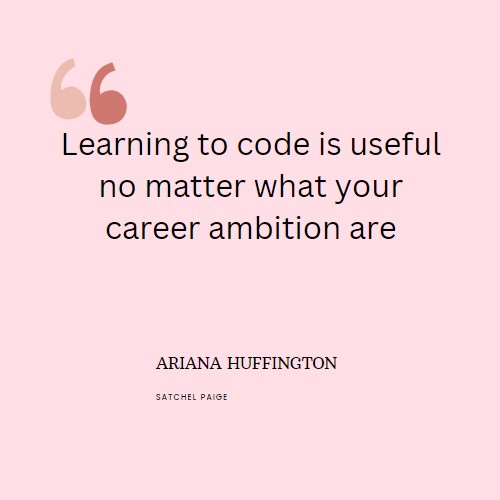 Learning to code is useful
no matter what your
career ambition are
ARIANA HUFFINGTON
SATCHEL PAIGE